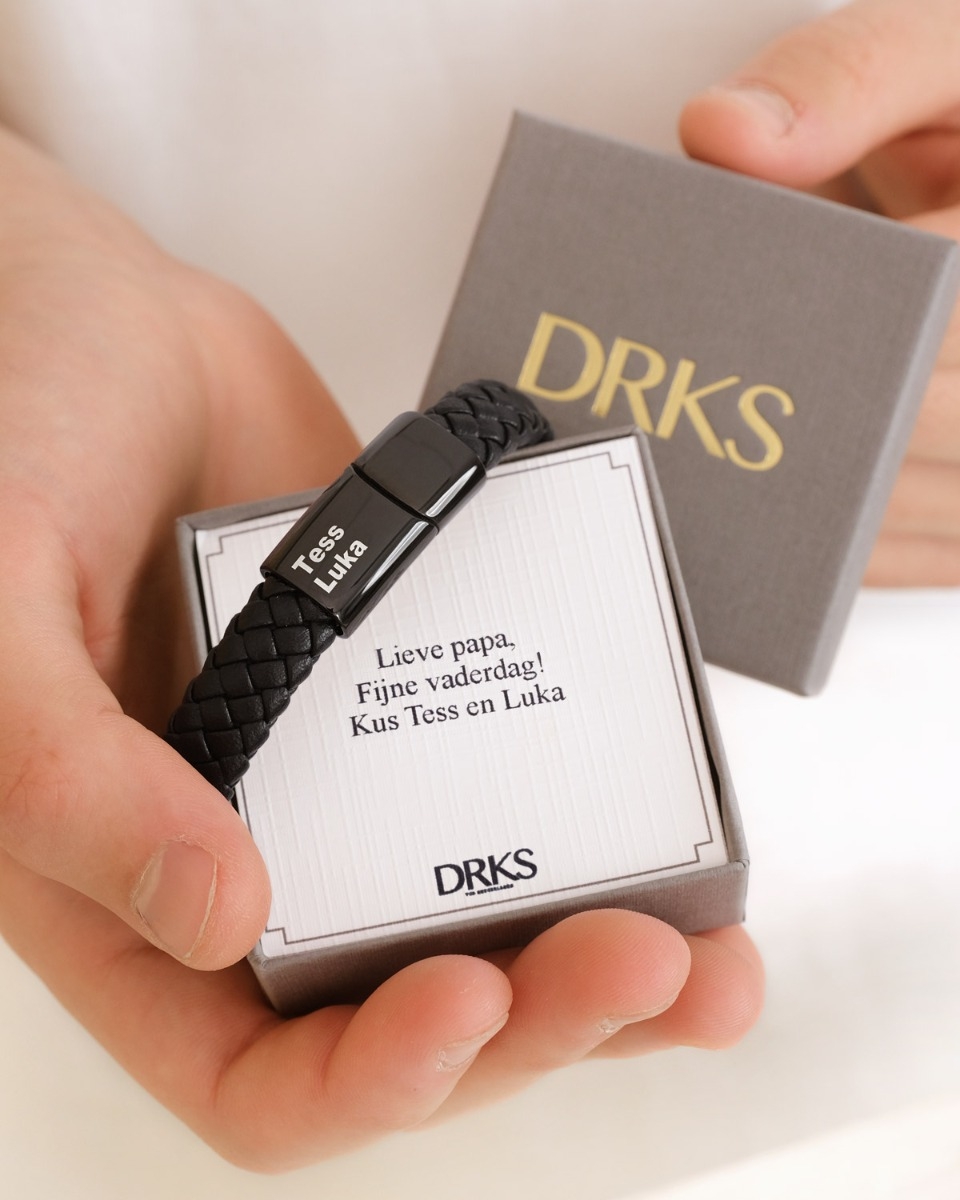 DRKS
Tess
Luka
Lieve papa,
Fijne vaderdag!
Kus Tess en Luka
DRKS